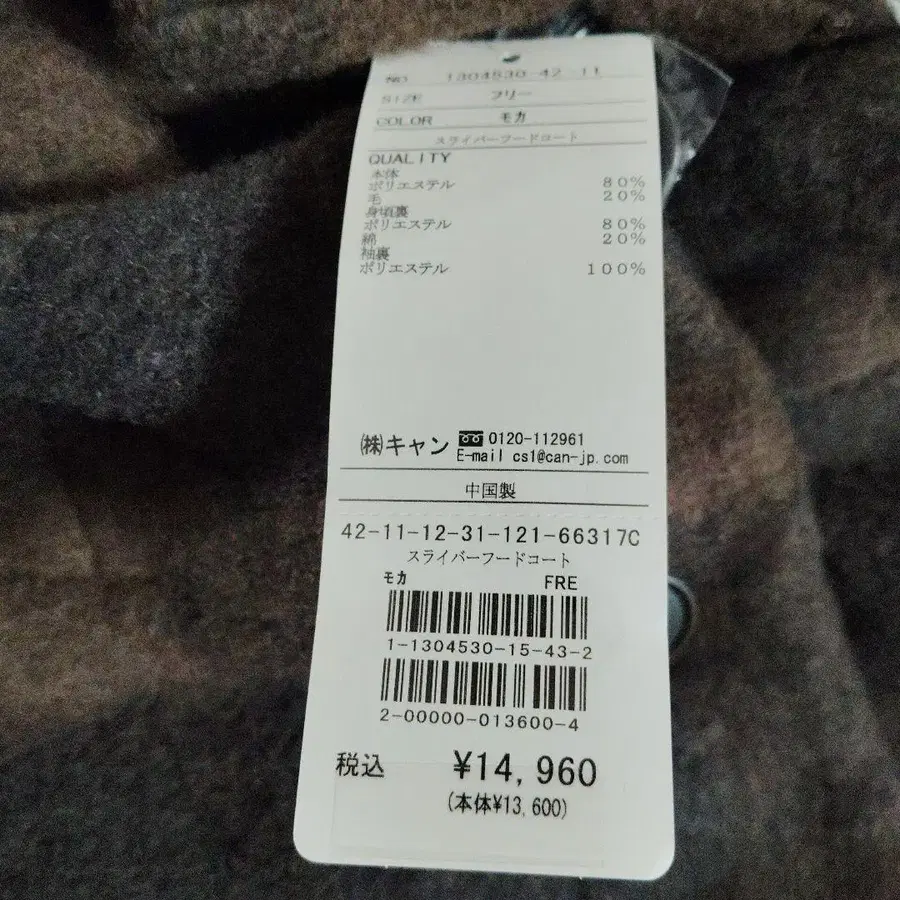 NO 1304530-42-11
SIZE フリー
COLOR モカ
スライバーフードコート
QUALITY
本体
ポリエステル 80%
毛 20%
身頃裏
ポリエステル 80%
綿 20%
袖裏
ポリエステル 100%
㈱キャン 0120-112961
E-mail cs1@can-jp.com
中国製
42-11-12-31-121-66317C
スライバーフードコート
モカ FRE
1-1304530-15-43-2
2-00000-013600-4
税込 ¥14,960
(本体¥13,600)